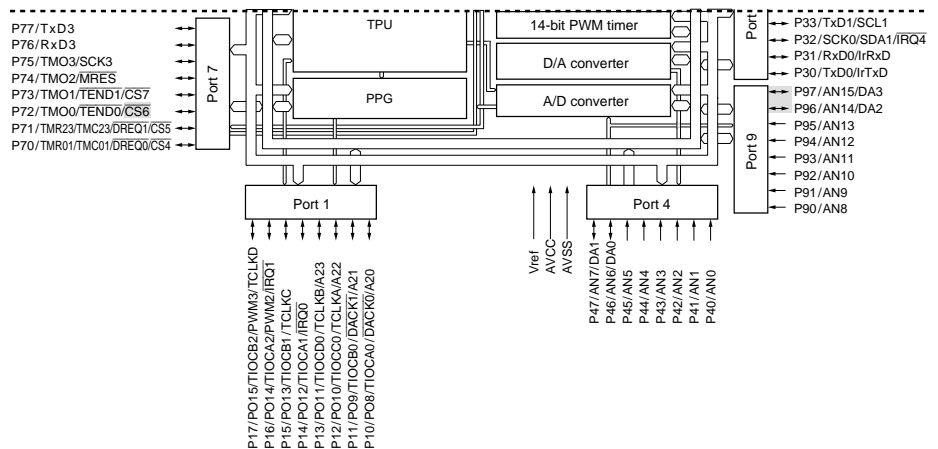 P77/TxD3
P76/RxD3
P75/TMO3/SCK3
P74/TMO2/MRES
P73/TMO1/TEND1/CS7
P72/TMO0/TEND0/CS6
P71/TMR23/TMC23/DREQ1/CS5
P70/TMR01/TMC01/DREQ0/CS4
Port 7
TPU
PPG
14-bit PWM timer
D/A converter
A/D converter
Port
P33/TxD1/SCL1
P32/SCK0/SDA1/IRQ4
P31/RxD0/IrRxD
P30/TxD0/IrTxD
Port 9
P97/AN15/DA3
P96/AN14/DA2
P95/AN13
P94/AN12
P93/AN11
P92/AN10
P91/AN9
P90/AN8
Port 1
Port 4
P17/PO15/TIOCB2/PWM3/TCLKD
P16/PO14/TIOCA2/PWM2/IRQ1
P15/PO13/TIOCB1/TCLKC
P14/PO12/TIOCA1/IRQ0
P13/PO11/TIOCD0/TCLKB/A23
P12/PO10/TIOCC0/TCLKA/A22
P11/PO9/TIOCB0/DACK1/A21
P10/PO8/TIOCA0/DACK0/A20
Vref
AVCC
AVSS
P47/AN7/DA1
P46/AN6/DA0
P45/AN5
P44/AN4
P43/AN3
P42/AN2
P41/AN1
P40/AN0